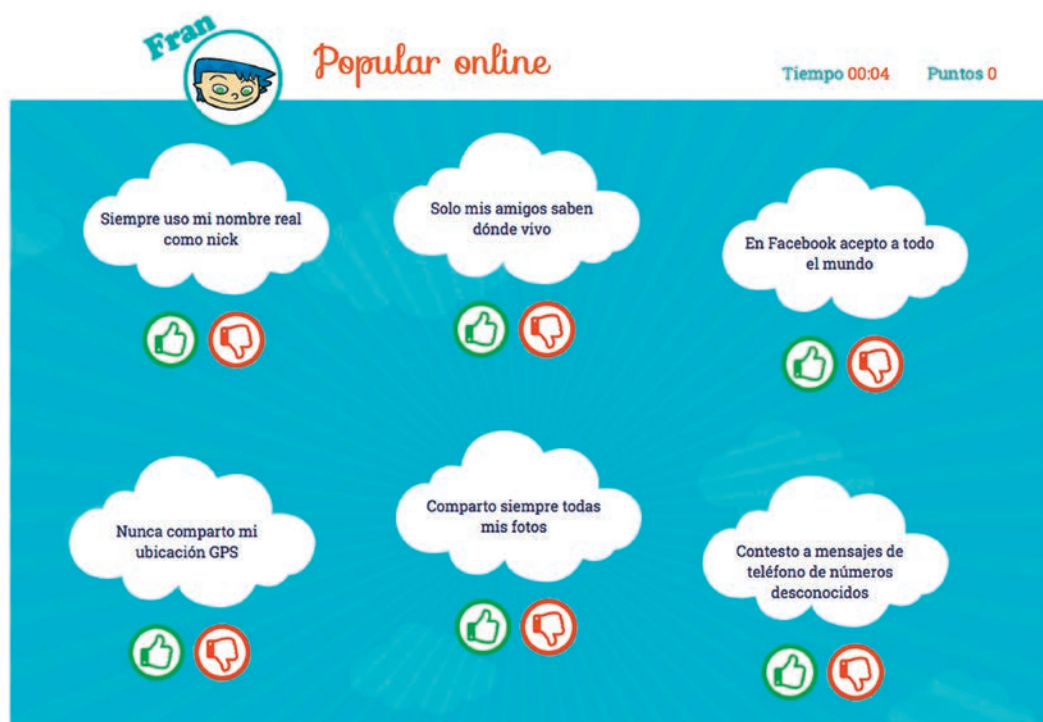 Fran
Popular online
Tiempo 00:04
Puntos 0
Siempre uso mi nombre real
como nick
Solo mis amigos saben
dónde vivo
En Facebook acepto a todo
el mundo
Nunca comparto mi
ubicación GPS
Comparto siempre todas
mis fotos
Contesto a mensajes de
teléfono de números
desconocidos